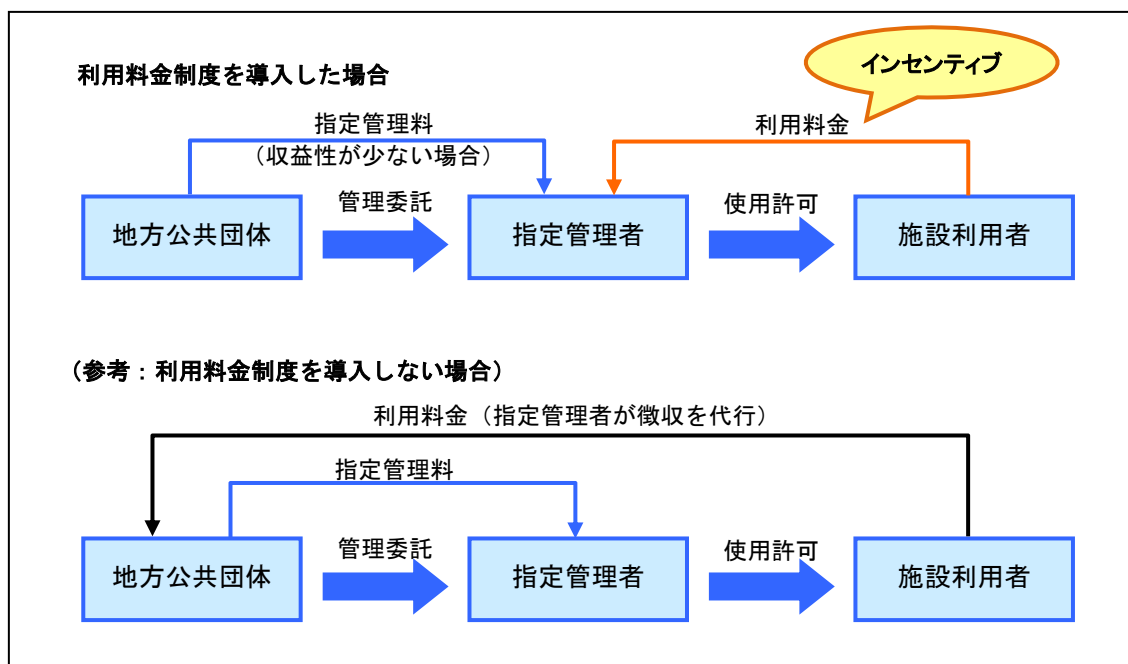 インセンティブ
利用料金制度を導入した場合
指定管理料
（収益性が少ない場合）
利用料金
管理委託
使用許可
地方公共団体
指定管理者
施設利用者
（参考：利用料金制度を導入しない場合）
利用料金（指定管理者が徴収を代行）
指定管理料
管理委託
使用許可
地方公共団体
指定管理者
施設利用者